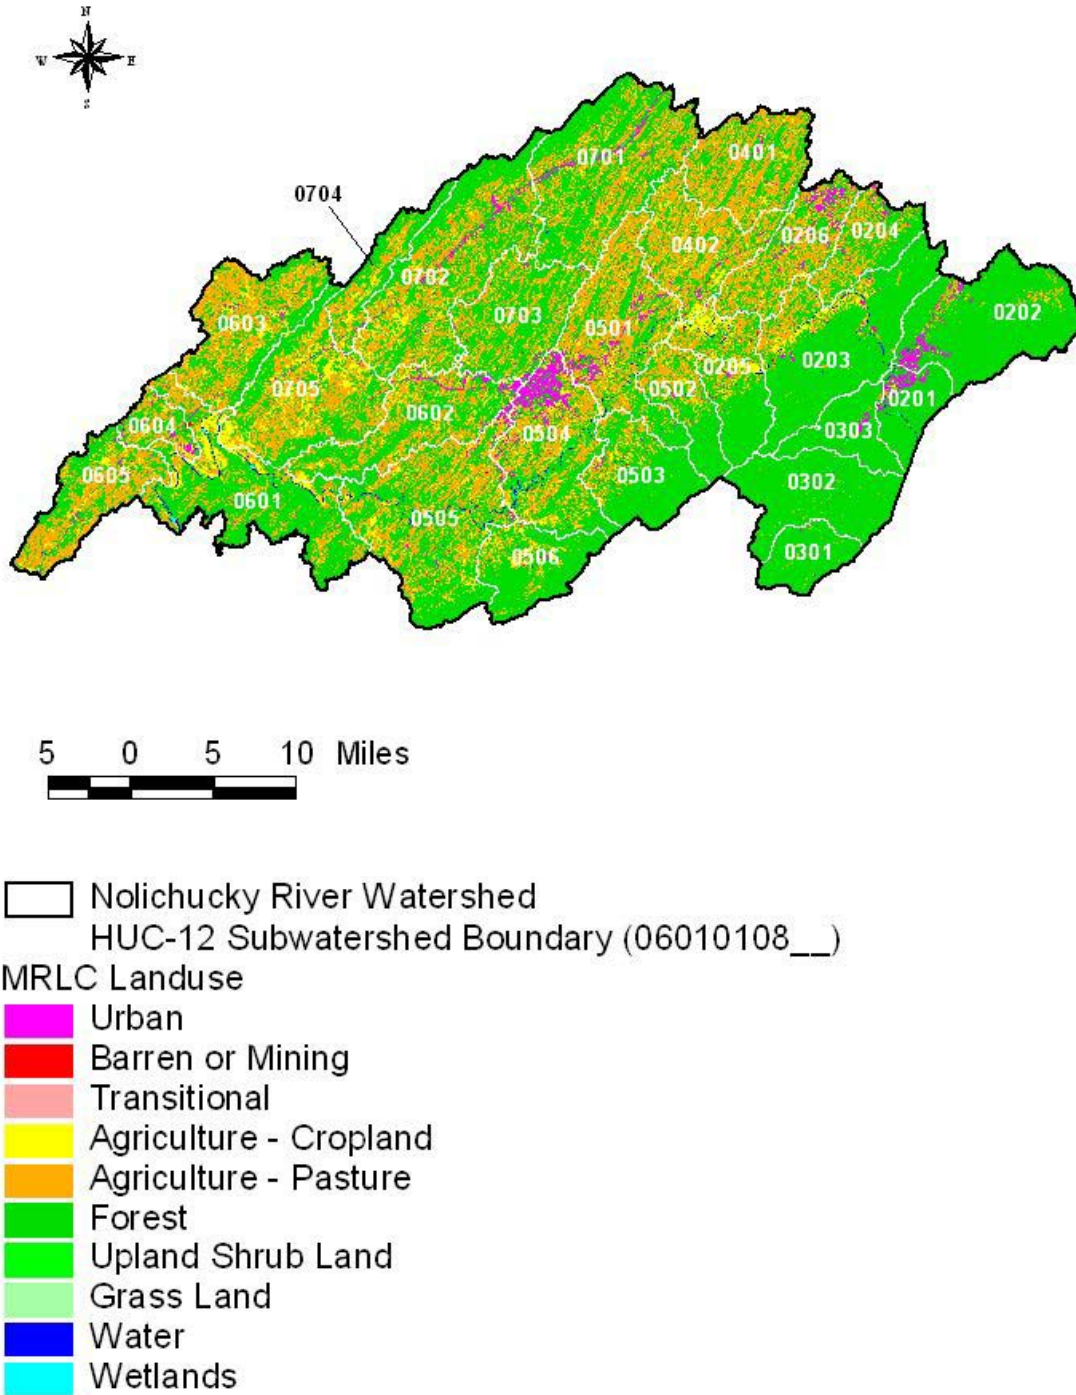 N
W E
S
0701
0401
0704
0206
0204
0402
0702
0202
0703
0603
0501
0203
0205
0705
0502
0201
0602
0604
0504
0303
0605
0503
0302
0601
0505
0301
0506
5 0 5 10 Miles
Nolichucky River Watershed
HUC-12 Subwatershed Boundary (06010108__)
MRLC Landuse
Urban
Barren or Mining
Transitional
Agriculture - Cropland
Agriculture - Pasture
Forest
Upland Shrub Land
Grass Land
Water
Wetlands